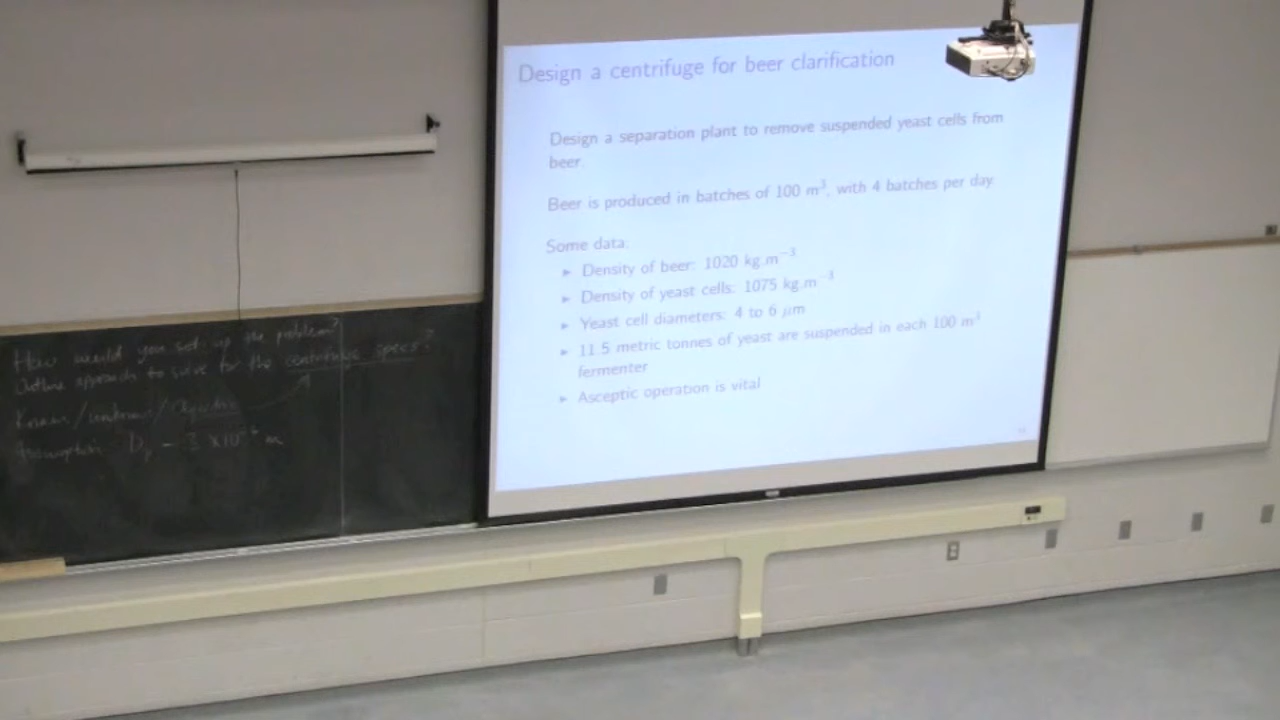 How would you set up the problem?
Outline approach to solve for the centrifuge specs?
Known/unknown/Objective
Assumption: Dp = 3 x10⁻⁶ m
Design a centrifuge for beer clarification
Design a separation plant to remove suspended yeast cells from
beer.
Beer is produced in batches of 100 m³, with 4 batches per day.
Some data:
▶ Density of beer: 1020 kg.m⁻³
▶ Density of yeast cells: 1075 kg.m⁻³
▶ Yeast cell diameters: 4 to 6 μm
▶ 11.5 metric tonnes of yeast are suspended in each 100 m³
fermenter
▶ Asceptic operation is vital